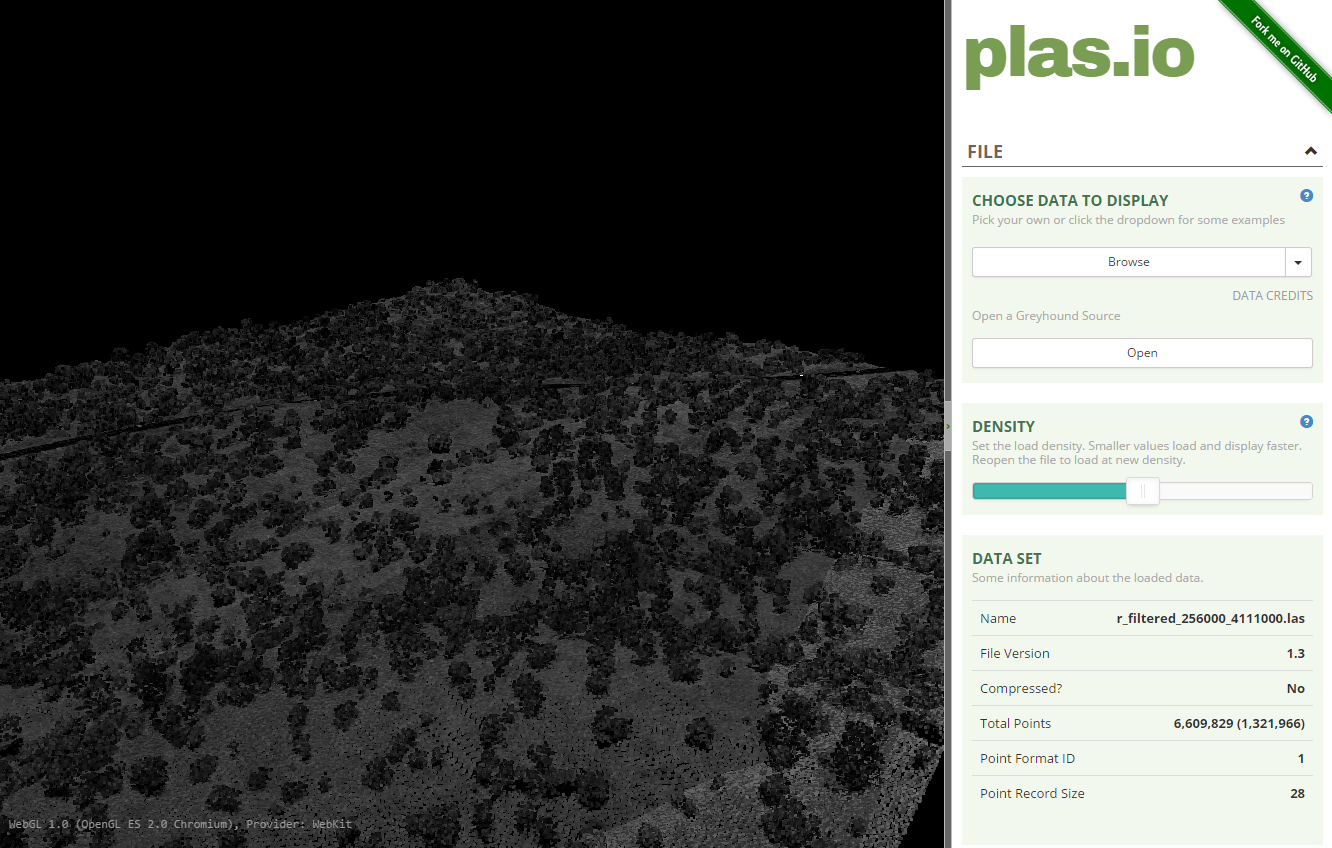 plas.io
Fork me on GitHub
FILE
CHOOSE DATA TO DISPLAY
Pick your own or click the dropdown for some examples
Browse
DATA CREDITS
Open a Greyhound Source
Open
DENSITY
Set the load density. Smaller values load and display faster.
Reopen the file to load at new density.
DATA SET
Some information about the loaded data.
Name r_filtered_256000_4111000.las
File Version 1.3
Compressed? No
Total Points 6,609,829 (1,321,966)
Point Format ID 1
Point Record Size 28
WebGL 1.0 (OpenGL ES 2.0 Chromium), Provider: WebKit